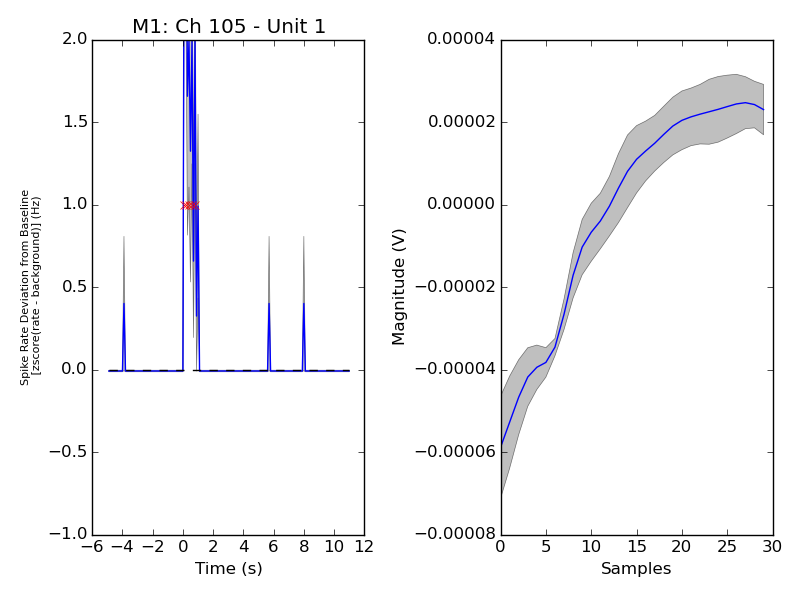 M1: Ch 105 - Unit 1
2.0
1.5
1.0
0.5
0.0
−0.5
−1.0
−6 −4 −2 0 2 4 6 8 10 12
Time (s)
Spike Rate Deviation from Baseline
[zscore(rate - background)] (Hz)
0.00004
0.00002
0.00000
−0.00002
−0.00004
−0.00006
−0.00008
0 5 10 15 20 25 30
Samples
Magnitude (V)